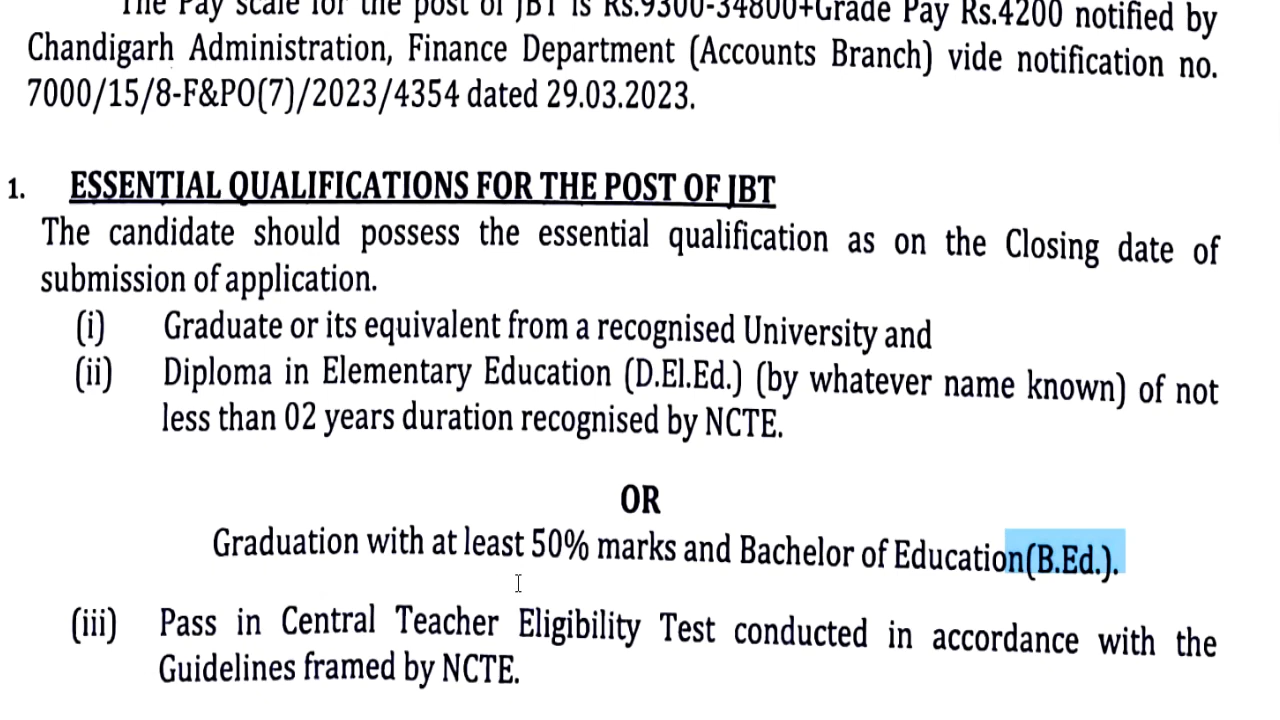 The Pay scale for the post of JBT is Rs.9300-34800+Grade Pay Rs.4200 notified by
Chandigarh Administration, Finance Department (Accounts Branch) vide notification no.
7000/15/8-F&PO(7)/2023/4354 dated 29.03.2023.
1. ESSENTIAL QUALIFICATIONS FOR THE POST OF JBT
The candidate should possess the essential qualification as on the Closing date of
submission of application.
(i) Graduate or its equivalent from a recognised University and
(ii) Diploma in Elementary Education (D.El.Ed.) (by whatever name known) of not
less than 02 years duration recognised by NCTE.
OR
Graduation with at least 50% marks and Bachelor of Education(B.Ed.).
(iii) Pass in Central Teacher Eligibility Test conducted in accordance with the
Guidelines framed by NCTE.